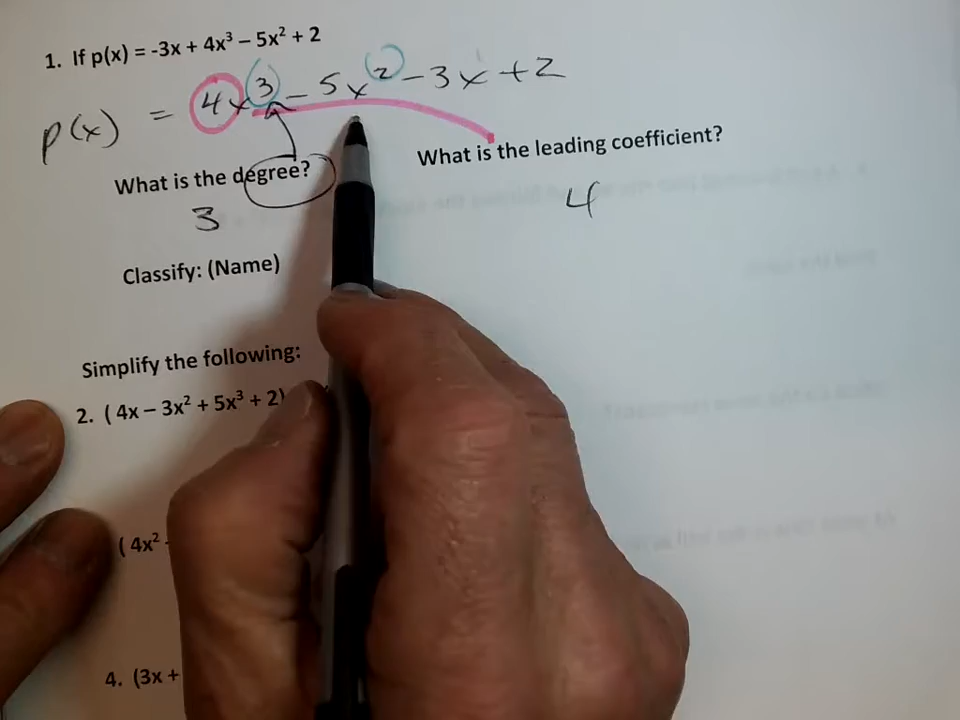 1. If p(x) = -3x + 4x³ – 5x² + 2
p(x) = 4x³ – 5x² – 3x + 2
What is the degree? What is the leading coefficient?
3 4
Classify: (Name)
Simplify the following:
2. ( 4x – 3x² + 5x³ + 2)
( 4x²
4. (3x +